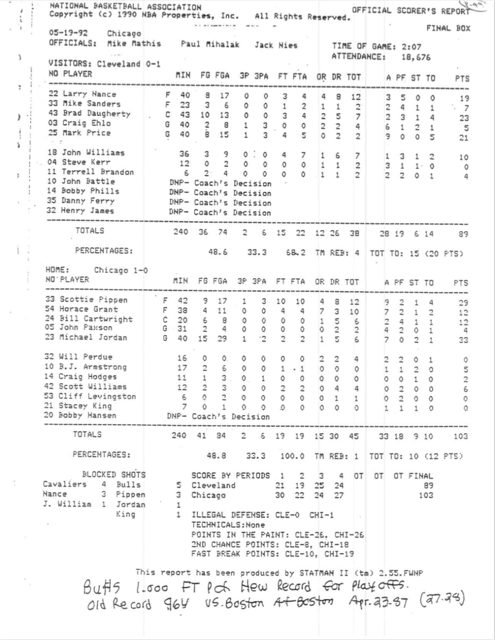 NATIONAL BASKETBALL ASSOCIATION
OFFICIAL SCORER'S REPORT
Copyright (c) 1990 NBA Properties, Inc. All Rights Reserved.
FINAL BOX
05-19-92 Chicago
OFFICIALS: Mike Mathis Paul Mihalak Jack Nies TIME OF GAME: 2:07
ATTENDANCE: 18,676
VISITORS: Cleveland 0-1
NO PLAYER MIN FG FGA 3P 3PA FT FTA OR DR TOT A PF ST TO PTS
22 Larry Nance F 40 8 17 0 0 3 4 4 8 12 3 5 0 0 19
33 Mike Sanders F 23 3 6 0 0 1 2 1 1 2 2 4 1 1 7
43 Brad Daugherty C 43 10 13 0 0 3 4 2 5 7 2 3 1 4 23
03 Craig Ehlo G 40 2 8 1 3 0 0 2 2 4 6 1 2 1 5
25 Mark Price G 40 8 15 1 3 4 5 0 2 2 9 0 0 5 21
18 John Williams 36 3 9 0 0 4 7 1 6 7 1 3 1 2 10
04 Steve Kerr 12 0 2 0 0 0 0 1 1 2 3 1 1 0 0
11 Terrell Brandon 6 2 4 0 0 0 0 1 1 2 2 2 0 1 4
10 John Battle DNP- Coach's Decision
14 Bobby Phills DNP- Coach's Decision
35 Danny Ferry DNP- Coach's Decision
32 Henry James DNP- Coach's Decision
TOTALS 240 36 74 2 6 15 22 12 26 38 28 19 6 14 89
PERCENTAGES: 48.6 33.3 68.2 TM REB: 4 TOT TO: 15 (20 PTS)
HOME: Chicago 1-0
NO PLAYER MIN FG FGA 3P 3PA FT FTA OR DR TOT A PF ST TO PTS
33 Scottie Pippen F 42 9 17 1 3 10 10 4 8 12 9 2 1 4 29
54 Horace Grant F 38 4 11 0 0 4 4 7 3 10 7 2 1 2 12
24 Bill Cartwright C 20 6 8 0 0 0 0 1 5 6 2 4 1 1 12
05 John Paxson G 31 2 4 0 0 0 0 0 2 2 4 2 0 1 4
23 Michael Jordan G 40 15 29 1 2 2 2 1 5 6 7 0 2 1 33
32 Will Perdue 16 0 0 0 0 0 0 2 2 4 2 2 0 1 0
10 B.J. Armstrong 17 2 6 0 0 1 1 0 0 0 1 1 2 0 5
14 Craig Hodges 11 1 3 0 1 0 0 0 0 0 0 0 1 0 2
42 Scott Williams 12 2 3 0 0 2 2 0 4 4 0 2 0 0 6
53 Cliff Levingston 6 0 2 0 0 0 0 0 1 1 0 2 0 0 0
21 Stacey King 7 0 1 0 0 0 0 0 0 0 1 1 1 0 0
20 Bobby Hansen DNP- Coach's Decision
TOTALS 240 41 84 2 6 19 19 15 30 45 33 18 9 10 103
PERCENTAGES: 48.8 33.3 100.0 TM REB: 1 TOT TO: 10 (12 PTS)
BLOCKED SHOTS SCORE BY PERIODS 1 2 3 4 OT OT OT FINAL
Cavaliers 4 Bulls 5 Cleveland 21 19 25 24 89
Nance 3 Pippen 3 Chicago 30 22 24 27 103
J. William 1 Jordan 1
King 1 ILLEGAL DEFENSE: CLE-0 CHI-1
TECHNICALS:None
POINTS IN THE PAINT: CLE-26, CHI-26
2ND CHANCE POINTS: CLE-8, CHI-18
FAST BREAK POINTS: CLE-10, CHI-19
This report has been produced by STATMAN II (tm) 2.55.FWHP
Bulls 1.000 FT Pct New Record for playoffs.
Old Record 964 vs. Boston At Boston Apr. 23-87 (27-28)